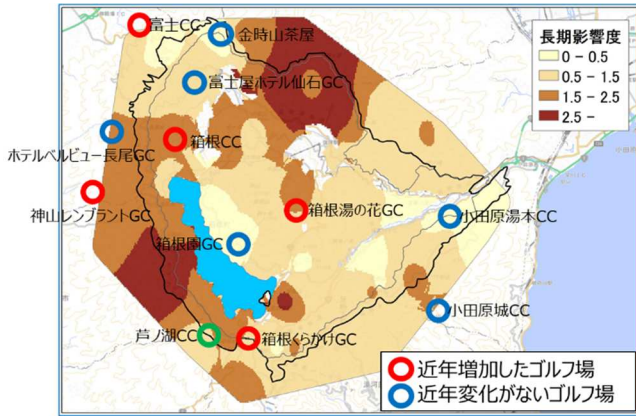 富士CC
金時山茶屋
長期影響度
0 - 0.5
0.5 - 1.5
1.5 - 2.5
2.5 -
富士屋ホテル仙石GC
箱根CC
ホテルベルビュー長尾GC
神山レンブラントGC
箱根湯の花GC
小田原湯本CC
箱根園GC
小田原城CC
芦ノ湖CC
箱根くらかけGC
近年増加したゴルフ場
近年変化がないゴルフ場